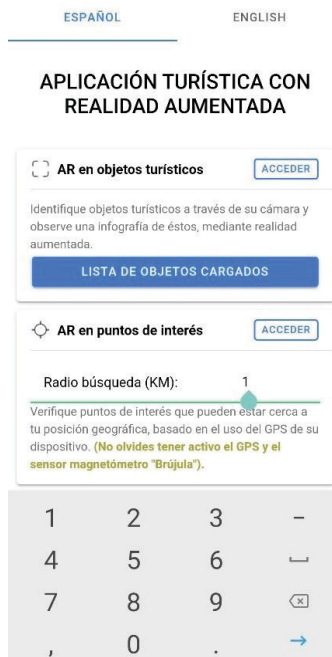 ESPAÑOL ENGLISH
APLICACIÓN TURÍSTICA CON
REALIDAD AUMENTADA
AR en objetos turísticos ACCEDER
Identifique objetos turísticos a través de su cámara y
observe una infografía de éstos, mediante realidad
aumentada.
LISTA DE OBJETOS CARGADOS
AR en puntos de interés ACCEDER
Radio búsqueda (KM): 1
Verifique puntos de interés que pueden estar cerca a
tu posición geográfica, basado en el uso del GPS de su
dispositivo. (No olvides tener activo el GPS y el
sensor magnetómetro "Brújula").
1 2 3 –
4 5 6
7 8 9
, 0 .